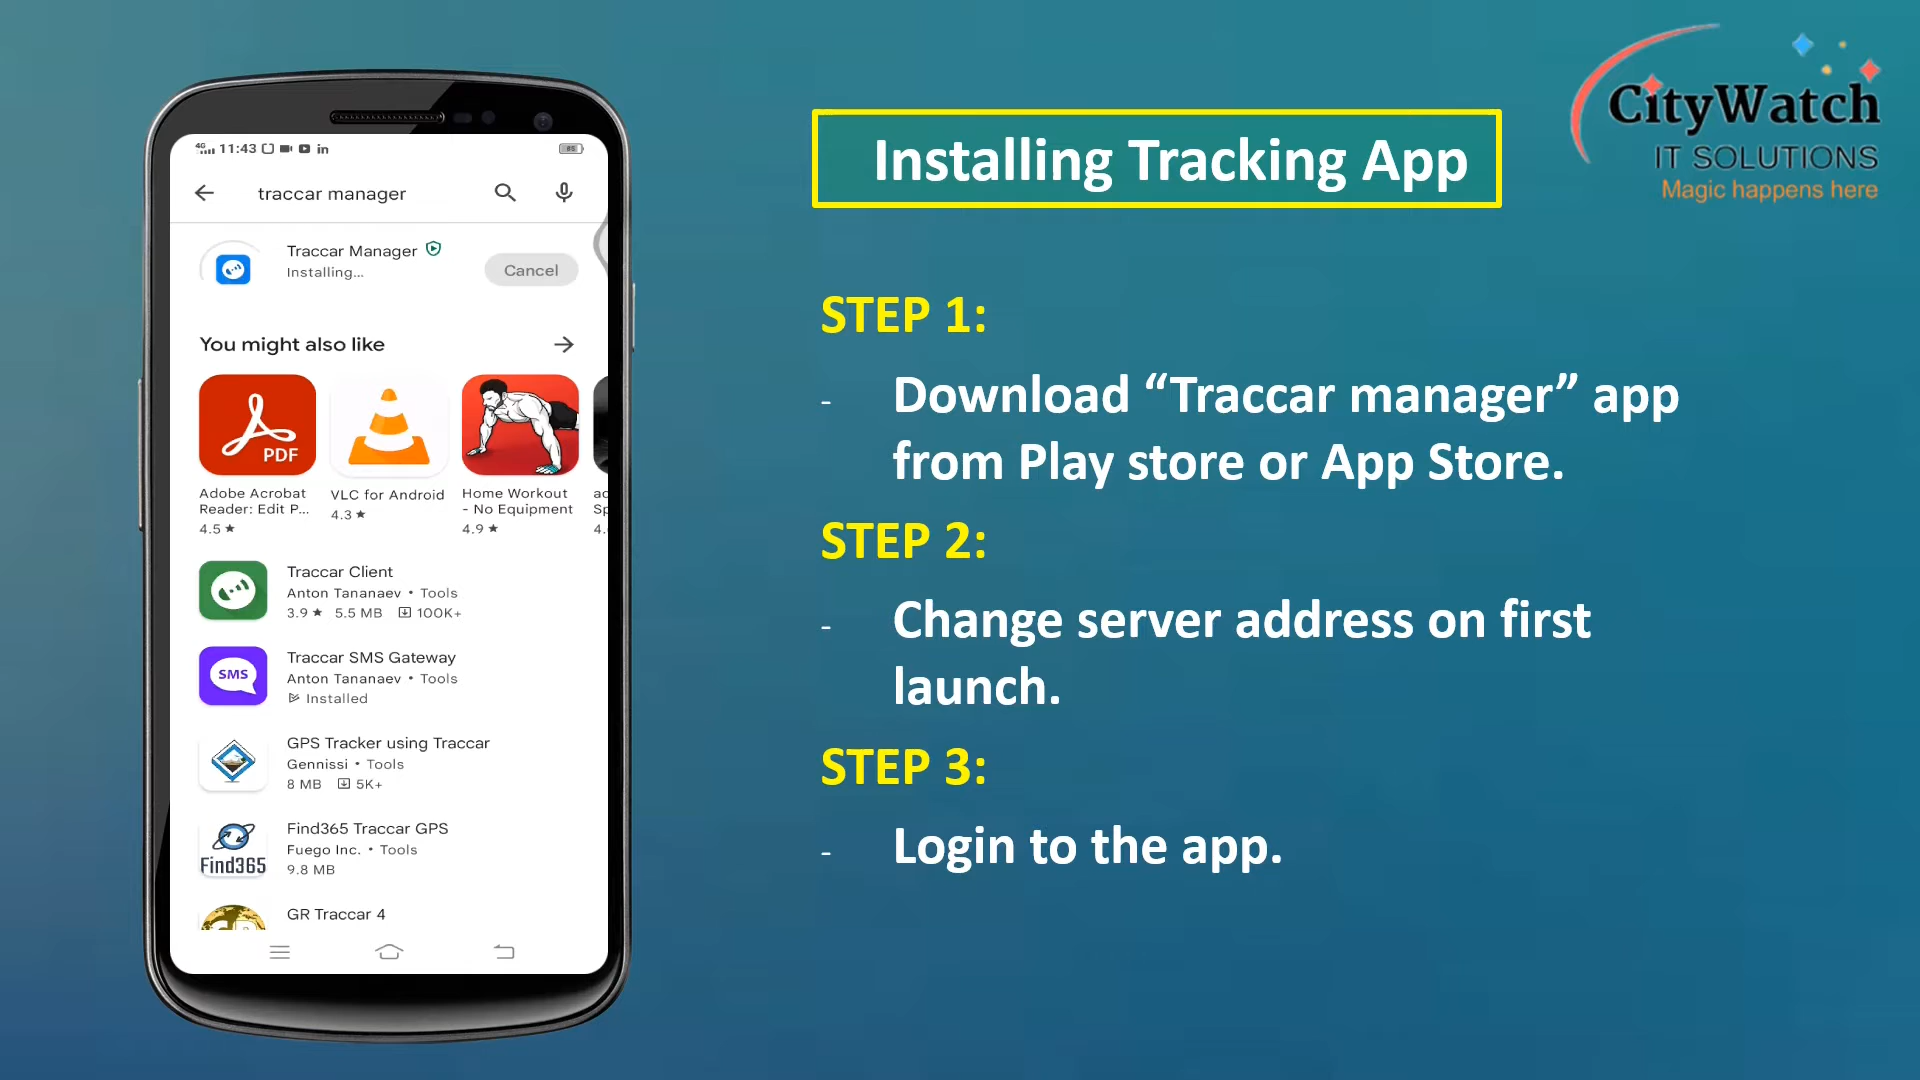 CityWatch
IT SOLUTIONS
Magic happens here
Installing Tracking App
STEP 1:
- Download “Traccar manager” app
from Play store or App Store.
STEP 2:
- Change server address on first
launch.
STEP 3:
- Login to the app.
4G 11:43 in 85
traccar manager
Traccar Manager
Installing...
Cancel
You might also like
PDF
Adobe Acrobat
Reader: Edit P...
4.5 ★
VLC for Android
4.3 ★
Home Workout
- No Equipment
4.9 ★
Traccar Client
Anton Tananaev • Tools
3.9 ★ 5.5 MB 100K+
SMS
Traccar SMS Gateway
Anton Tananaev • Tools
Installed
GPS Tracker using Traccar
Gennissi • Tools
8 MB 5K+
Find365
Find365 Traccar GPS
Fuego Inc. • Tools
9.8 MB
GR Traccar 4